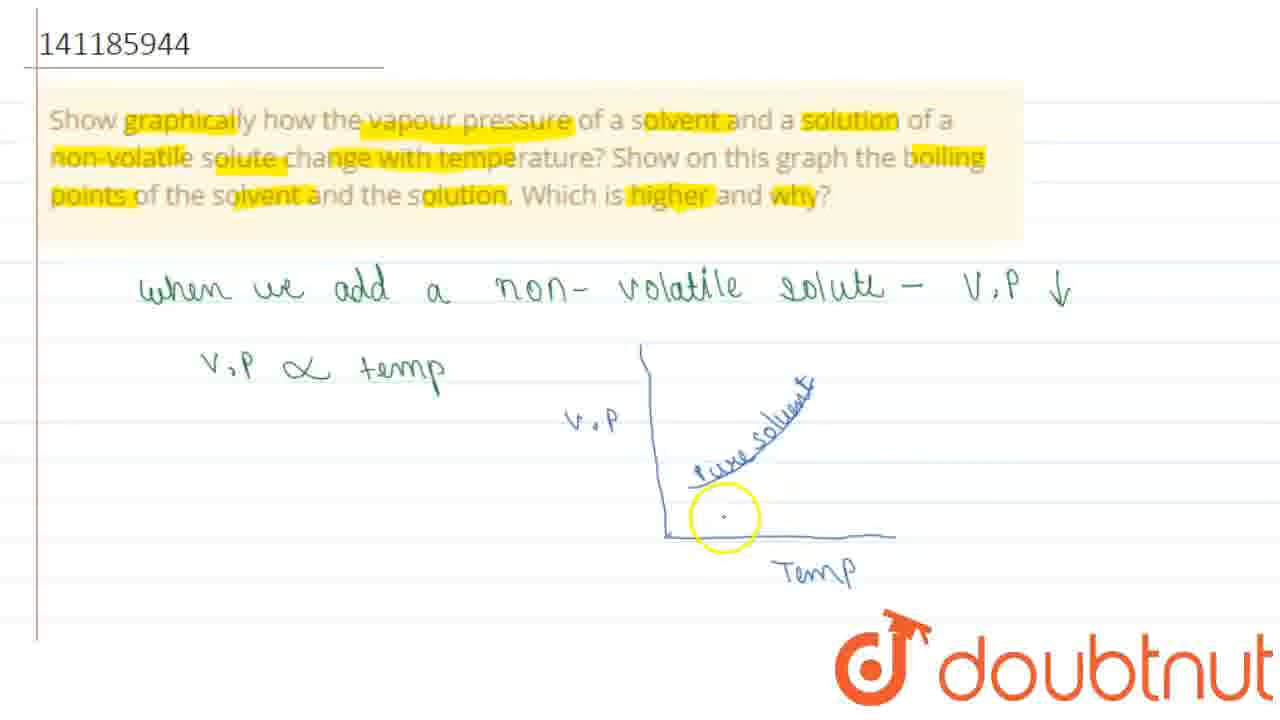 141185944
Show graphically how the vapour pressure of a solvent and a solution of a
non-volatile solute change with temperature? Show on this graph the boiling
points of the solvent and the solution. Which is higher and why?
when we add a non- volatile solute - V.P ↓
V.P ∝ temp
V.P
Pure solvent
Temp
doubtnut